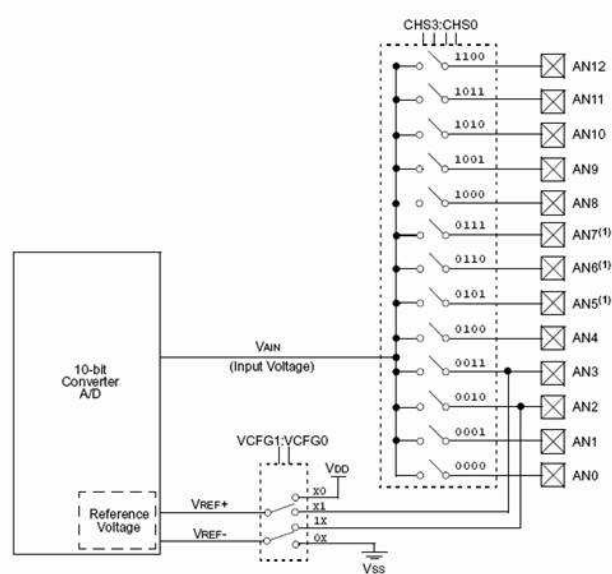 CHS3:CHS0
1100 AN12
1011 AN11
1010 AN10
1001 AN9
1000 AN8
0111 AN7(1)
0110 AN6(1)
0101 AN5(1)
0100 AN4
VAIN
(Input Voltage)
10-bit
Converter
A/D
0011 AN3
0010 AN2
0001 AN1
0000 AN0
VCFG1:VCFG0
VDD
Reference
Voltage
VREF+
VREF-
X0
X1
1X
0X
VSS